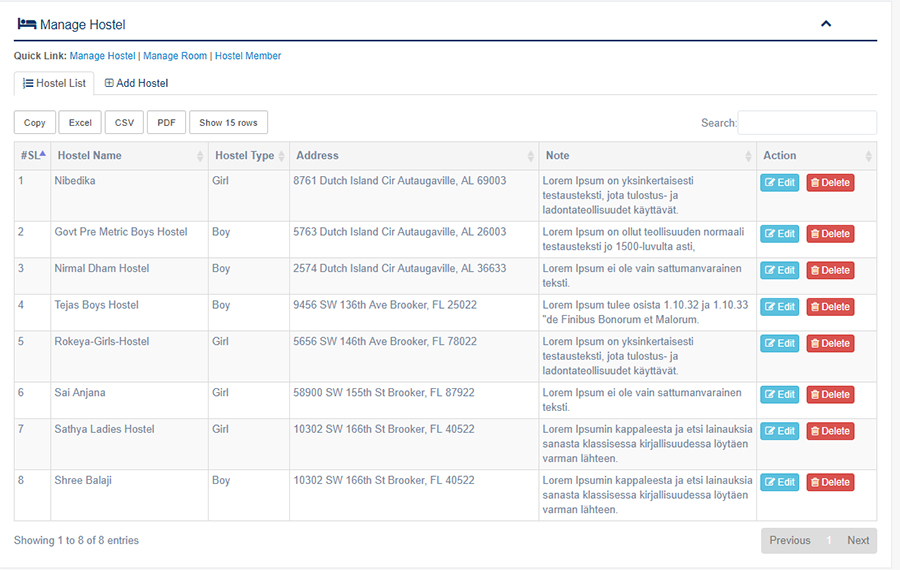 Manage Hostel
Quick Link: Manage Hostel | Manage Room | Hostel Member
Hostel List Add Hostel
Copy Excel CSV PDF Show 15 rows Search:
#SL Hostel Name Hostel Type Address Note Action
1 Nibedika Girl 8761 Dutch Island Cir Autaugaville, AL 69003 Lorem Ipsum on yksinkertaisesti Edit Delete
testausteksti, jota tulostus- ja
ladontateollisuudet käyttävät.
2 Govt Pre Metric Boys Hostel Boy 5763 Dutch Island Cir Autaugaville, AL 26003 Lorem Ipsum on ollut teollisuuden normaali Edit Delete
testausteksti jo 1500-luvulta asti,
3 Nirmal Dham Hostel Boy 2574 Dutch Island Cir Autaugaville, AL 36633 Lorem Ipsum ei ole vain sattumanvarainen Edit Delete
teksti.
4 Tejas Boys Hostel Boy 9456 SW 136th Ave Brooker, FL 25022 Lorem Ipsum tulee osista 1.10.32 ja 1.10.33 Edit Delete
"de Finibus Bonorum et Malorum.
5 Rokeya-Girls-Hostel Girl 5656 SW 146th Ave Brooker, FL 78022 Lorem Ipsum on yksinkertaisesti Edit Delete
testausteksti, jota tulostus- ja
ladontateollisuudet käyttävät.
6 Sai Anjana Girl 58900 SW 155th St Brooker, FL 87922 Lorem Ipsum ei ole vain sattumanvarainen Edit Delete
teksti.
7 Sathya Ladies Hostel Girl 10302 SW 166th St Brooker, FL 40522 Lorem Ipsumin kappaleesta ja etsi lainauksia Edit Delete
sanasta klassisessa kirjallisuudessa löytäen
varman lähteen.
8 Shree Balaji Boy 10302 SW 166th St Brooker, FL 40522 Lorem Ipsumin kappaleesta ja etsi lainauksia Edit Delete
sanasta klassisessa kirjallisuudessa löytäen
varman lähteen.
Showing 1 to 8 of 8 entries Previous 1 Next